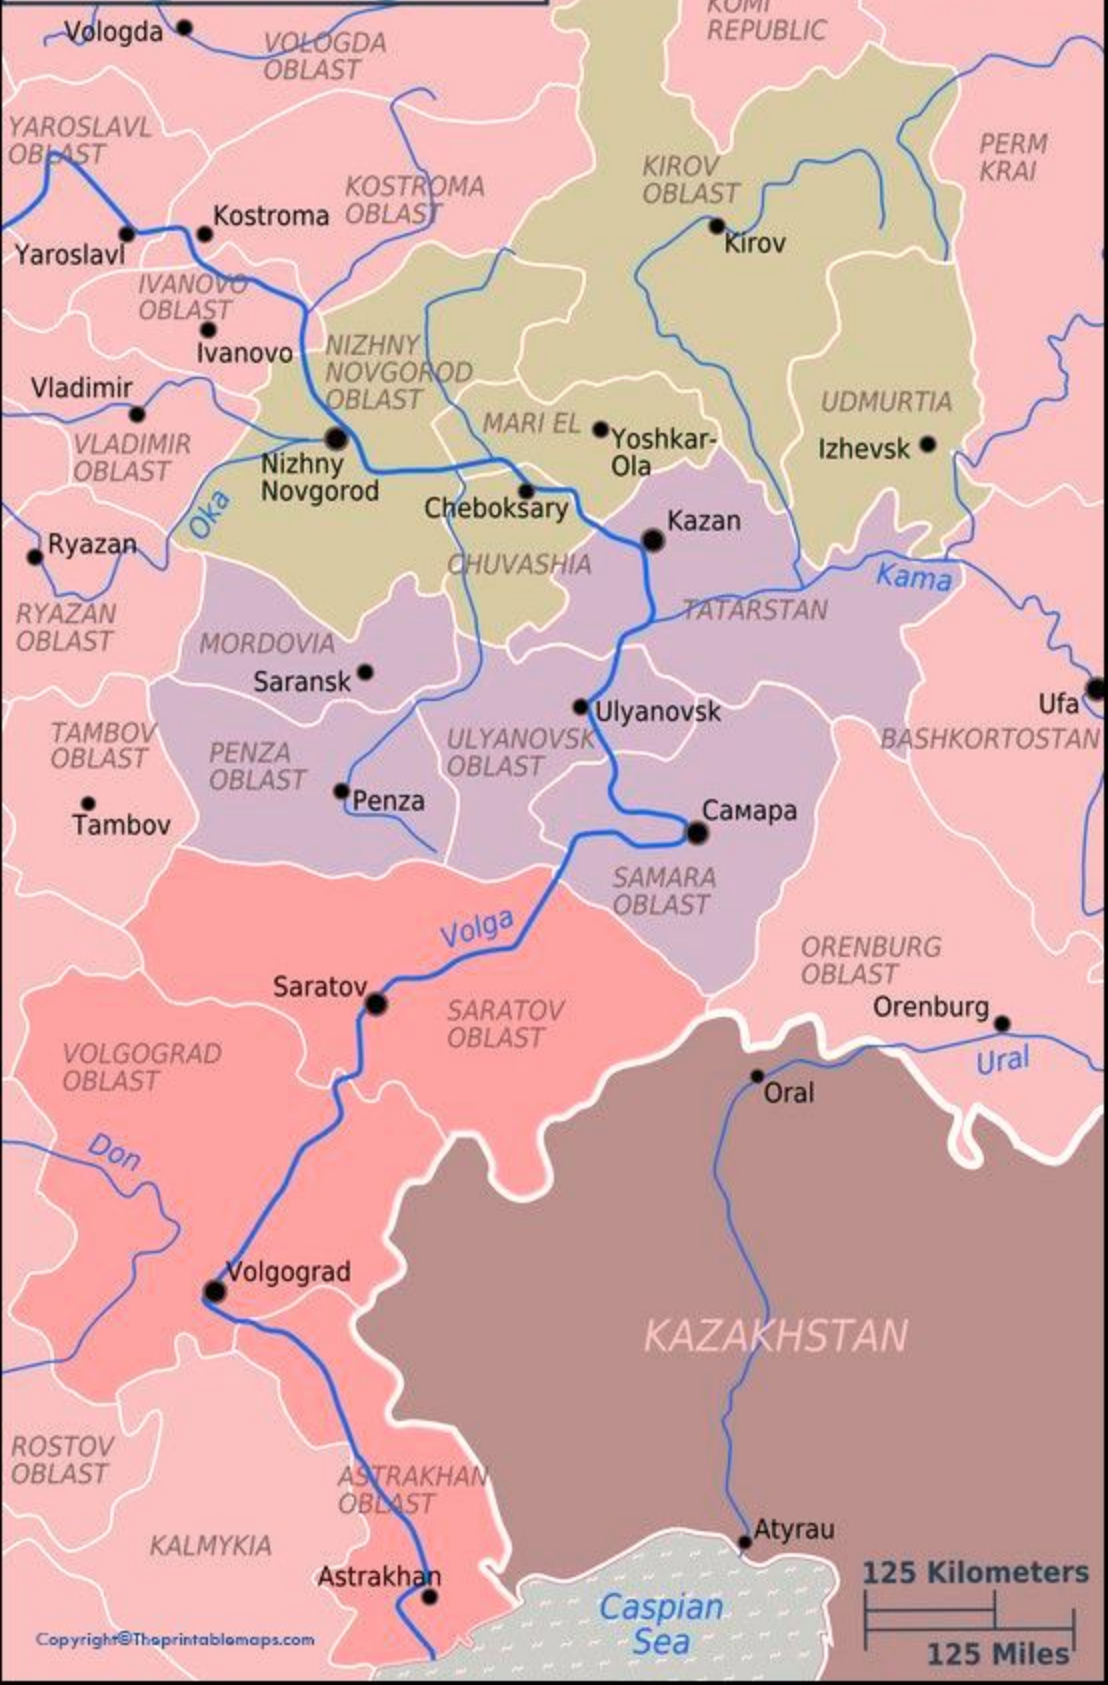 KOMI
REPUBLIC
Vologda
VOLOGDA
OBLAST
YAROSLAVL
OBLAST
PERM
KRAI
KIROV
OBLAST
KOSTROMA
OBLAST
Kostroma
Kirov
Yaroslavl
IVANOVO
OBLAST
Ivanovo
NIZHNY
NOVGOROD
OBLAST
Vladimir
UDMURTIA
MARI EL
Yoshkar-
Ola
VLADIMIR
OBLAST
Izhevsk
Nizhny
Novgorod
Cheboksary
Oka
Kazan
Ryazan
CHUVASHIA
Kama
RYAZAN
OBLAST
TATARSTAN
MORDOVIA
Saransk
Ufa
Ulyanovsk
TAMBOV
OBLAST
PENZA
OBLAST
ULYANOVSK
OBLAST
BASHKORTOSTAN
Penza
Самара
Tambov
SAMARA
OBLAST
Volga
ORENBURG
OBLAST
Saratov
Orenburg
SARATOV
OBLAST
VOLGOGRAD
OBLAST
Ural
Oral
Don
Volgograd
KAZAKHSTAN
ROSTOV
OBLAST
ASTRAKHAN
OBLAST
KALMYKIA
Atyrau
Astrakhan
125 Kilometers
Caspian
Sea
Copyright©Theprintablemaps.com
125 Miles